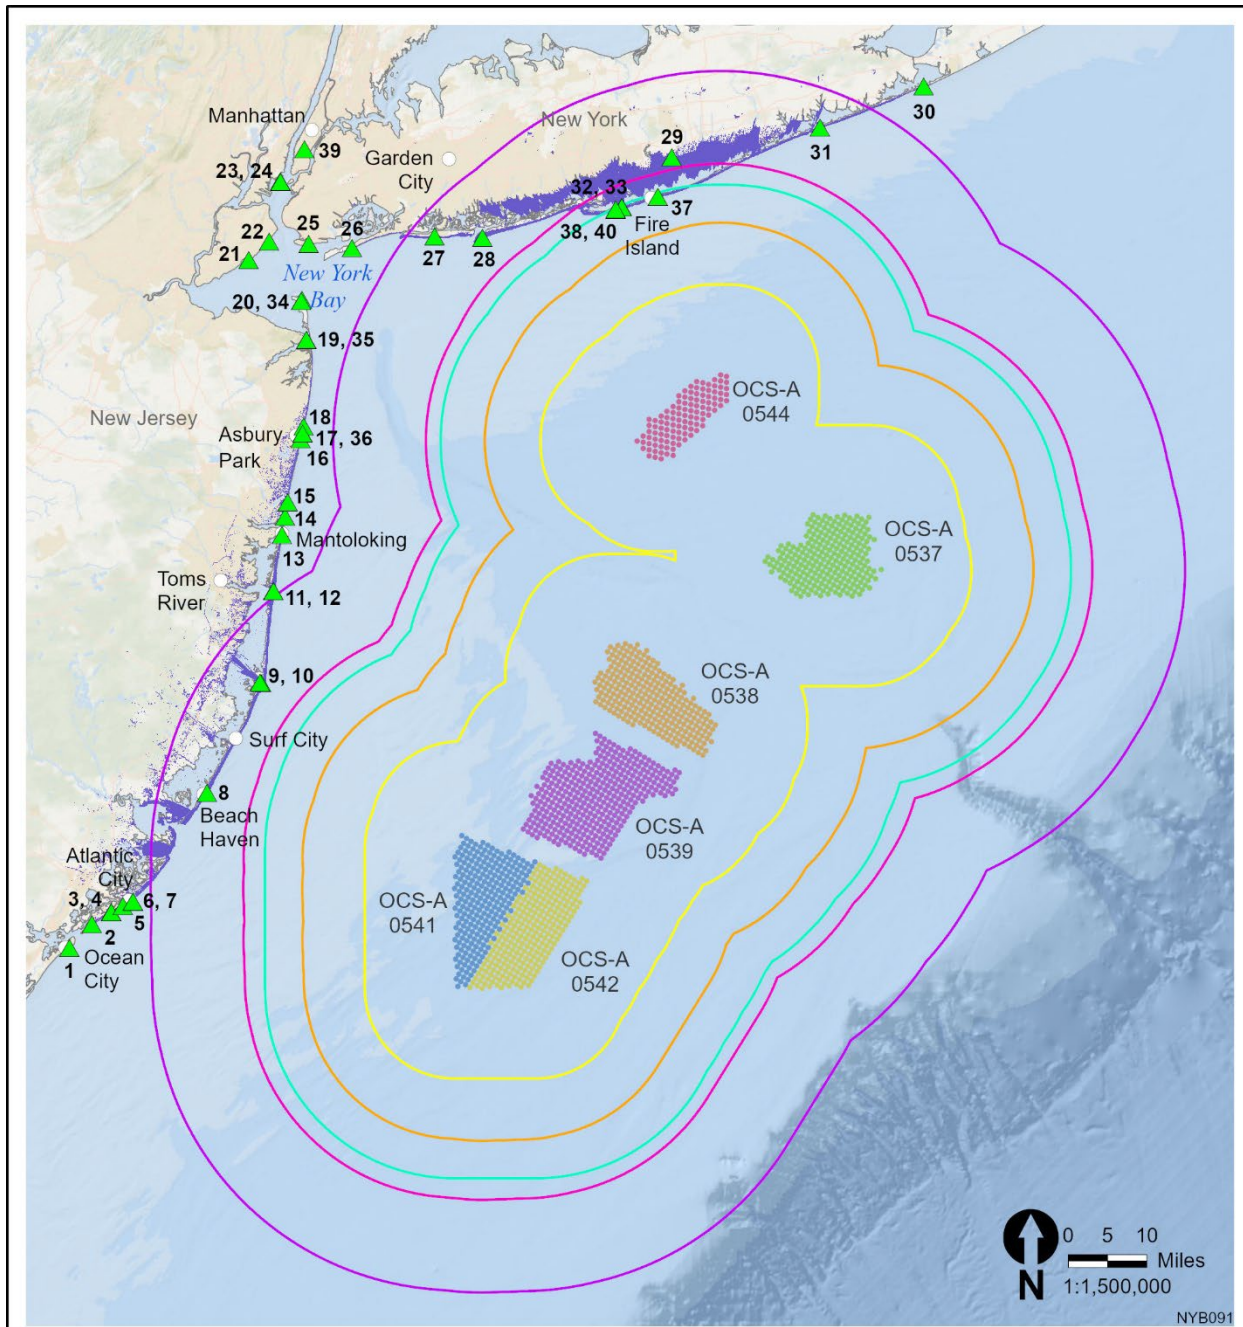 30
Manhattan
New York
29
39
31
Garden
City
23, 24
32, 33
37
22
25
26
38, 40
Fire
Island
21
27
28
New York
Bay
20, 34
19, 35
OCS-A
0544
New Jersey
18
Asbury
Park
17, 36
16
15
14
Mantoloking
13
OCS-A
0537
Toms
River
11, 12
OCS-A
0538
9, 10
Surf City
8
Beach
Haven
OCS-A
0539
Atlantic
City
3, 4
6, 7
5
2
OCS-A
0541
1
Ocean
City
OCS-A
0542
0 5 10
Miles
1:1,500,000
N
NYB091